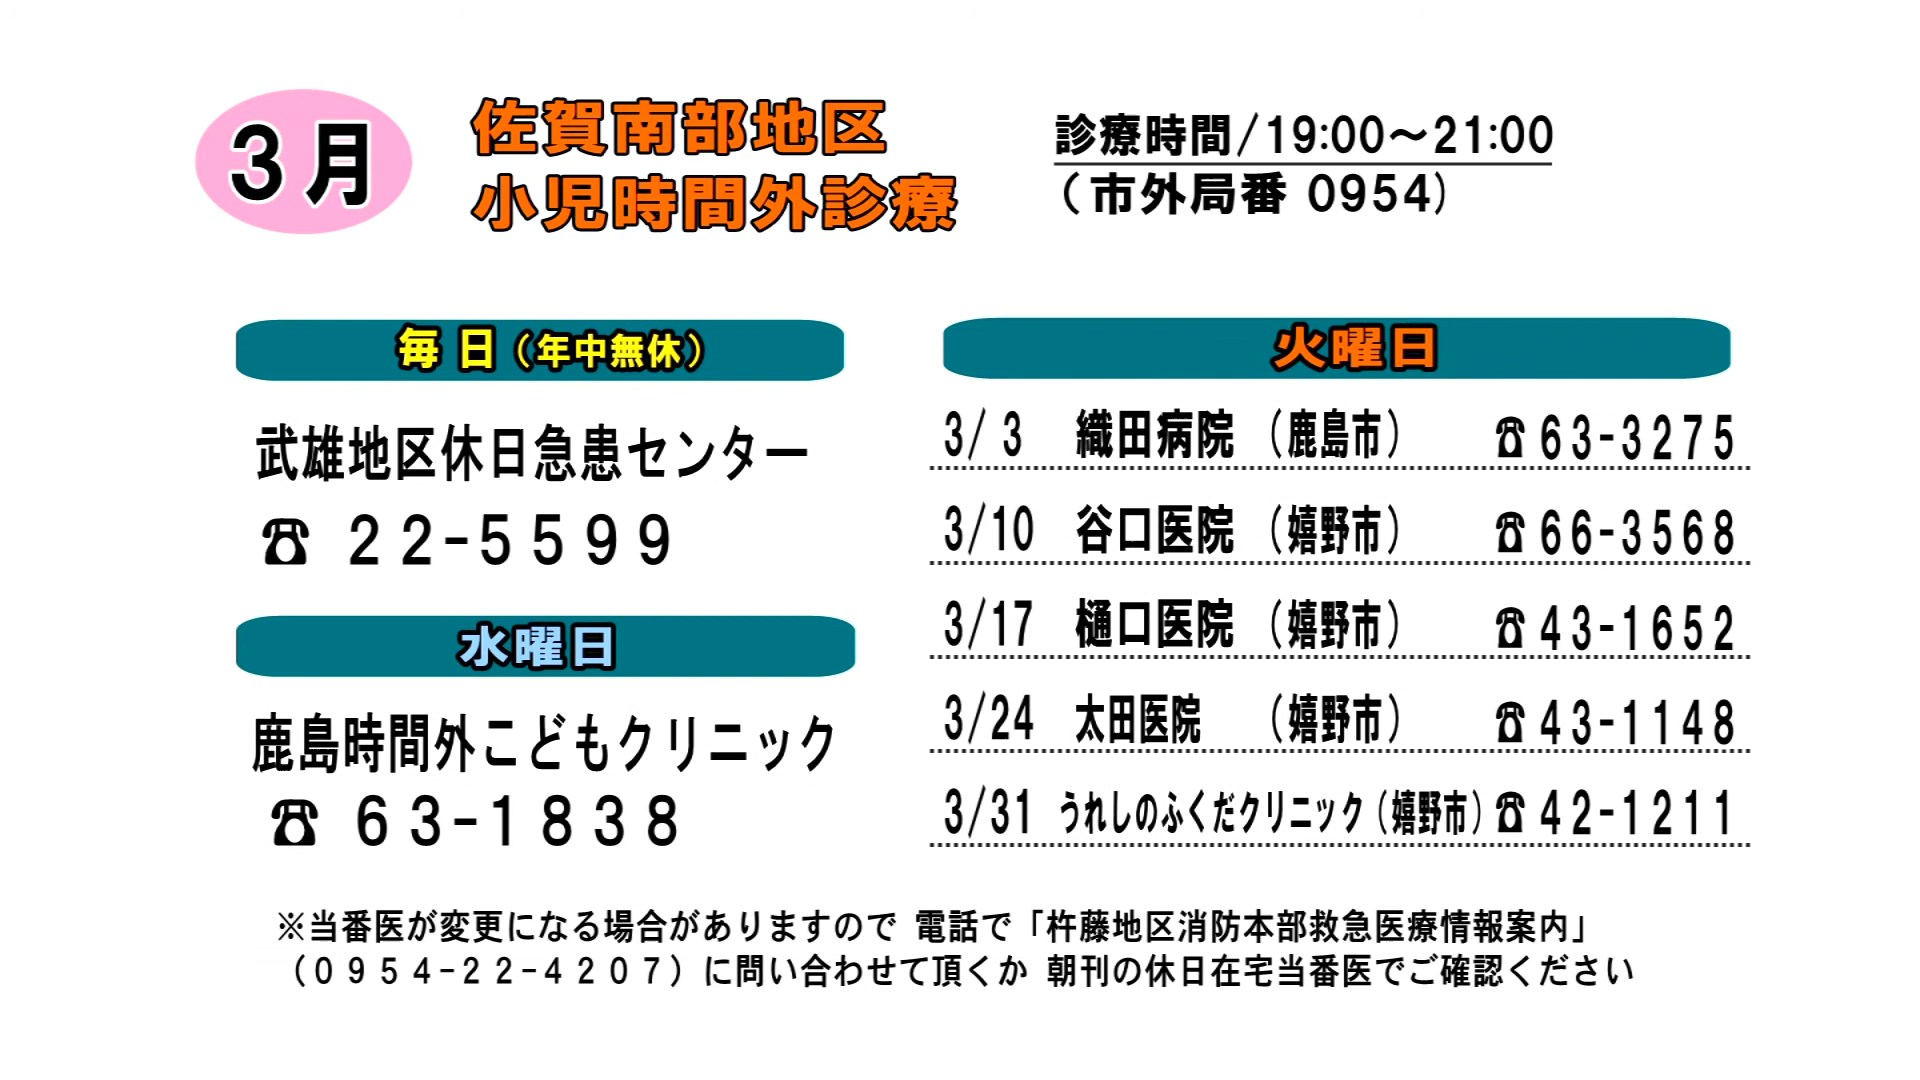 3月
佐賀南部地区
小児時間外診療
診療時間/19:00～21:00
（市外局番 0954）
毎 日（年中無休）
武雄地区休日急患センター
☎ 22-5599
水曜日
鹿島時間外こどもクリニック
☎ 63-1838
火曜日
3/ 3 織田病院 （鹿島市） ☎63-3275
3/10 谷口医院 （嬉野市） ☎66-3568
3/17 樋口医院 （嬉野市） ☎43-1652
3/24 太田医院 （嬉野市） ☎43-1148
3/31 うれしのふくだクリニック（嬉野市）☎42-1211
※当番医が変更になる場合がありますので 電話で「杵藤地区消防本部救急医療情報案内」
（0954-22-4207）に問い合わせて頂くか 朝刊の休日在宅当番医でご確認ください